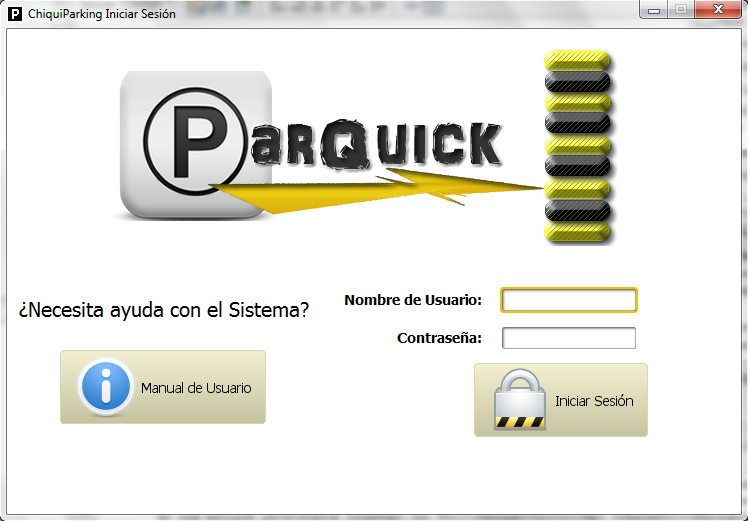 ChiquiParking Iniciar Sesión
ParQuick
¿Necesita ayuda con el Sistema?
Nombre de Usuario:
Contraseña:
Manual de Usuario
Iniciar Sesión